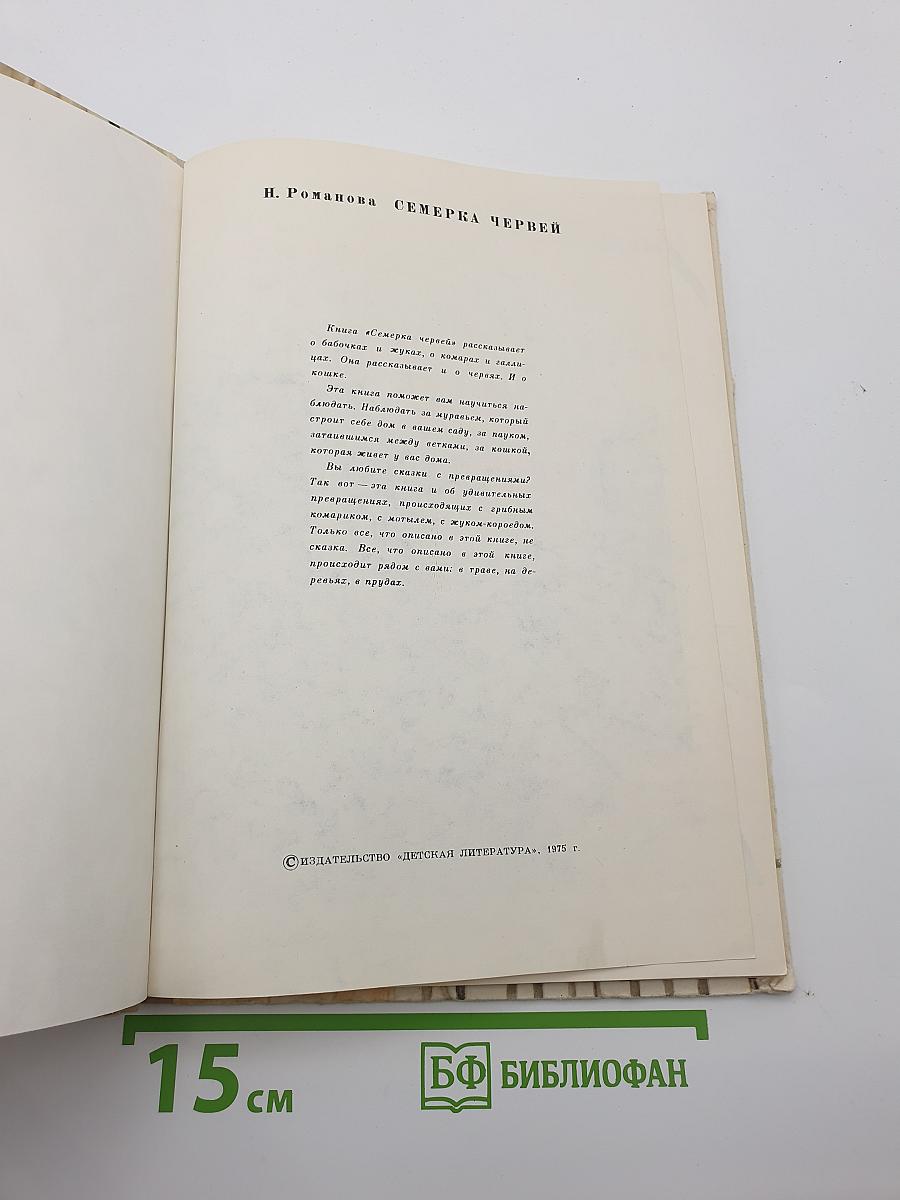 Н. Романова СЕМЕРКА ЧЕРВЕЙ
Книга «Семерка червей» рассказывает
о бабочках и жуках, о комарах и галли-
цах. Она рассказывает и о червях. И о
кошке.
Эта книга поможет вам научиться на-
блюдать. Наблюдать за муравьем, который
строит себе дом в вашем саду, за пауком,
затаившимся между ветками, за кошкой,
которая живет у вас дома.
Вы любите сказки с превращениями?
Так вот — эта книга и об удивительных
превращениях, происходящих с грибным
комариком, с мотылем, с жуком-короедом.
Только все, что описано в этой книге, не
сказка. Все, что описано в этой книге,
происходит рядом с вами: в траве, на де-
ревьях, в прудах.
© ИЗДАТЕЛЬСТВО «ДЕТСКАЯ ЛИТЕРАТУРА», 1975 г.
15 см
БФ БИБЛИОФАН